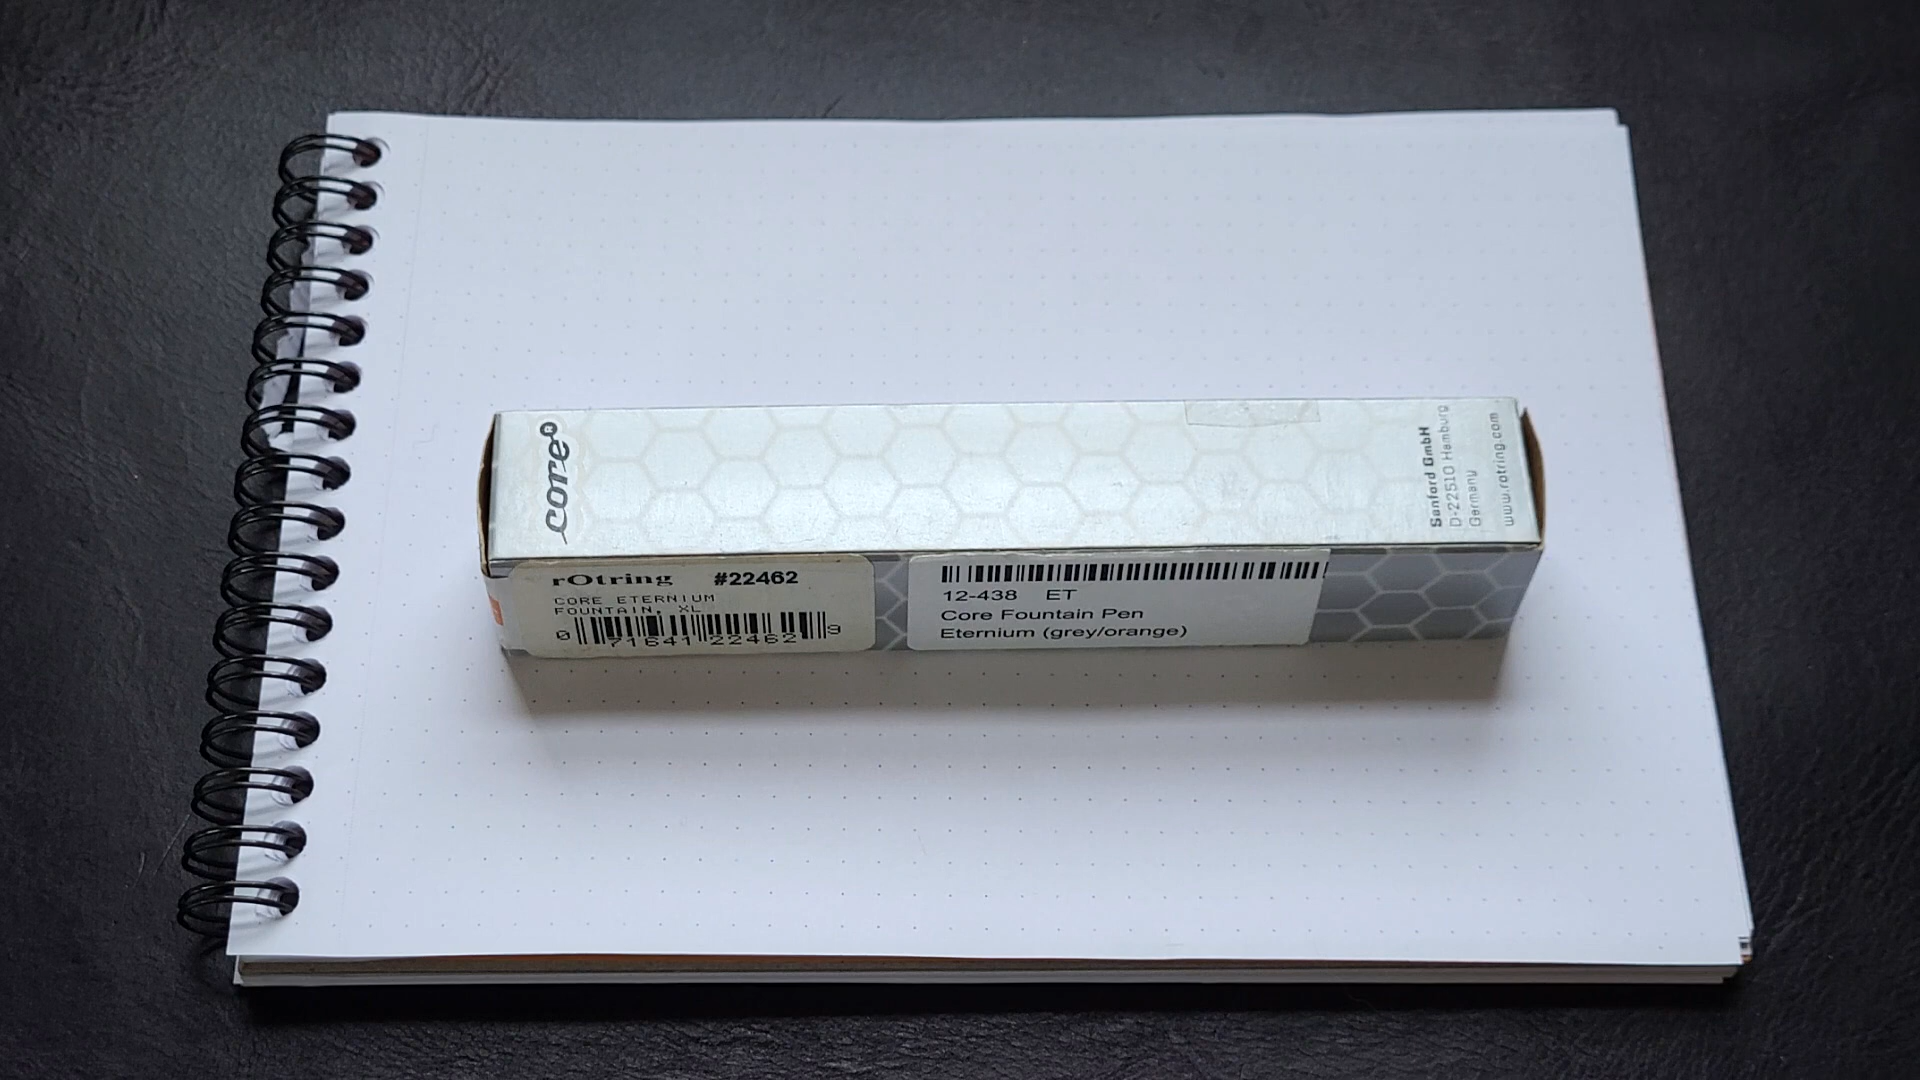 core®
Sanford GmbH
D-22510 Hamburg
Germany
www.rotring.com
rOtring #22462
CORE ETERNIUM
FOUNTAIN, XL
0 71641 22462 9
12-438 ET
Core Fountain Pen
Eternium (grey/orange)